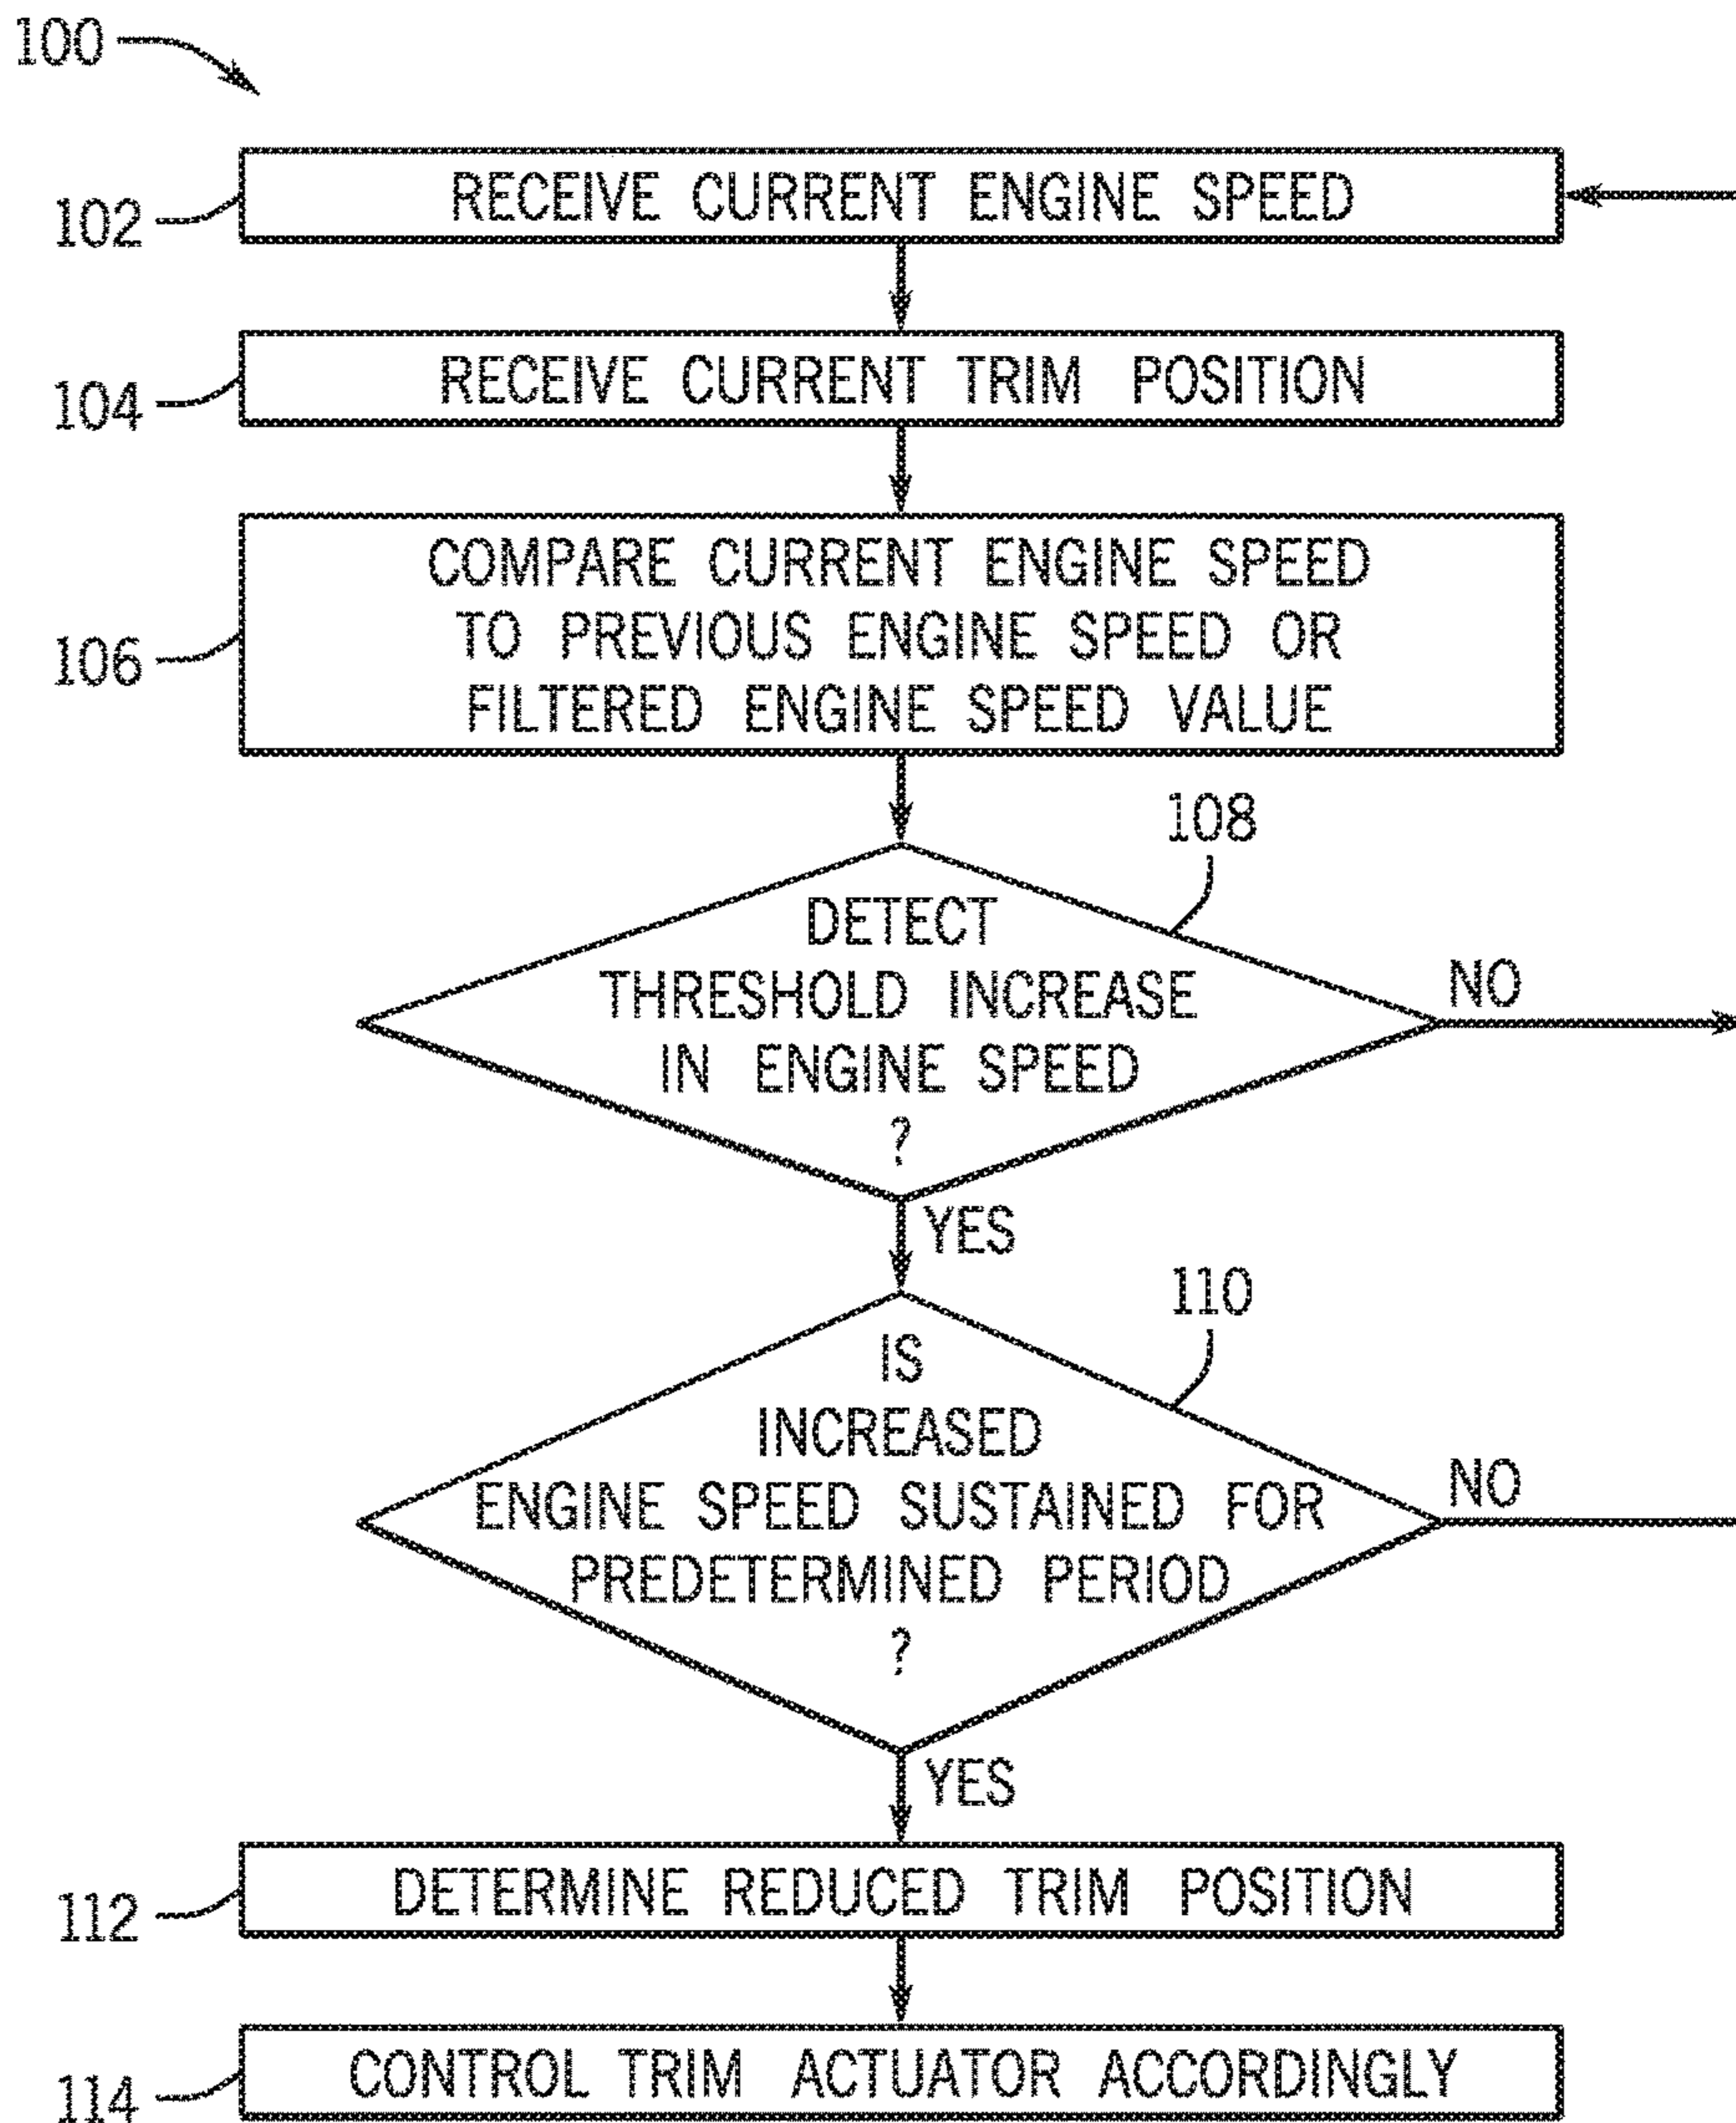 100
102
RECEIVE CURRENT ENGINE SPEED
104
RECEIVE CURRENT TRIM POSITION
106
COMPARE CURRENT ENGINE SPEED
TO PREVIOUS ENGINE SPEED OR
FILTERED ENGINE SPEED VALUE
108
DETECT
THRESHOLD INCREASE
IN ENGINE SPEED
?
NO
YES
110
IS
INCREASED
ENGINE SPEED SUSTAINED FOR
PREDETERMINED PERIOD
?
NO
YES
112
DETERMINE REDUCED TRIM POSITION
114
CONTROL TRIM ACTUATOR ACCORDINGLY